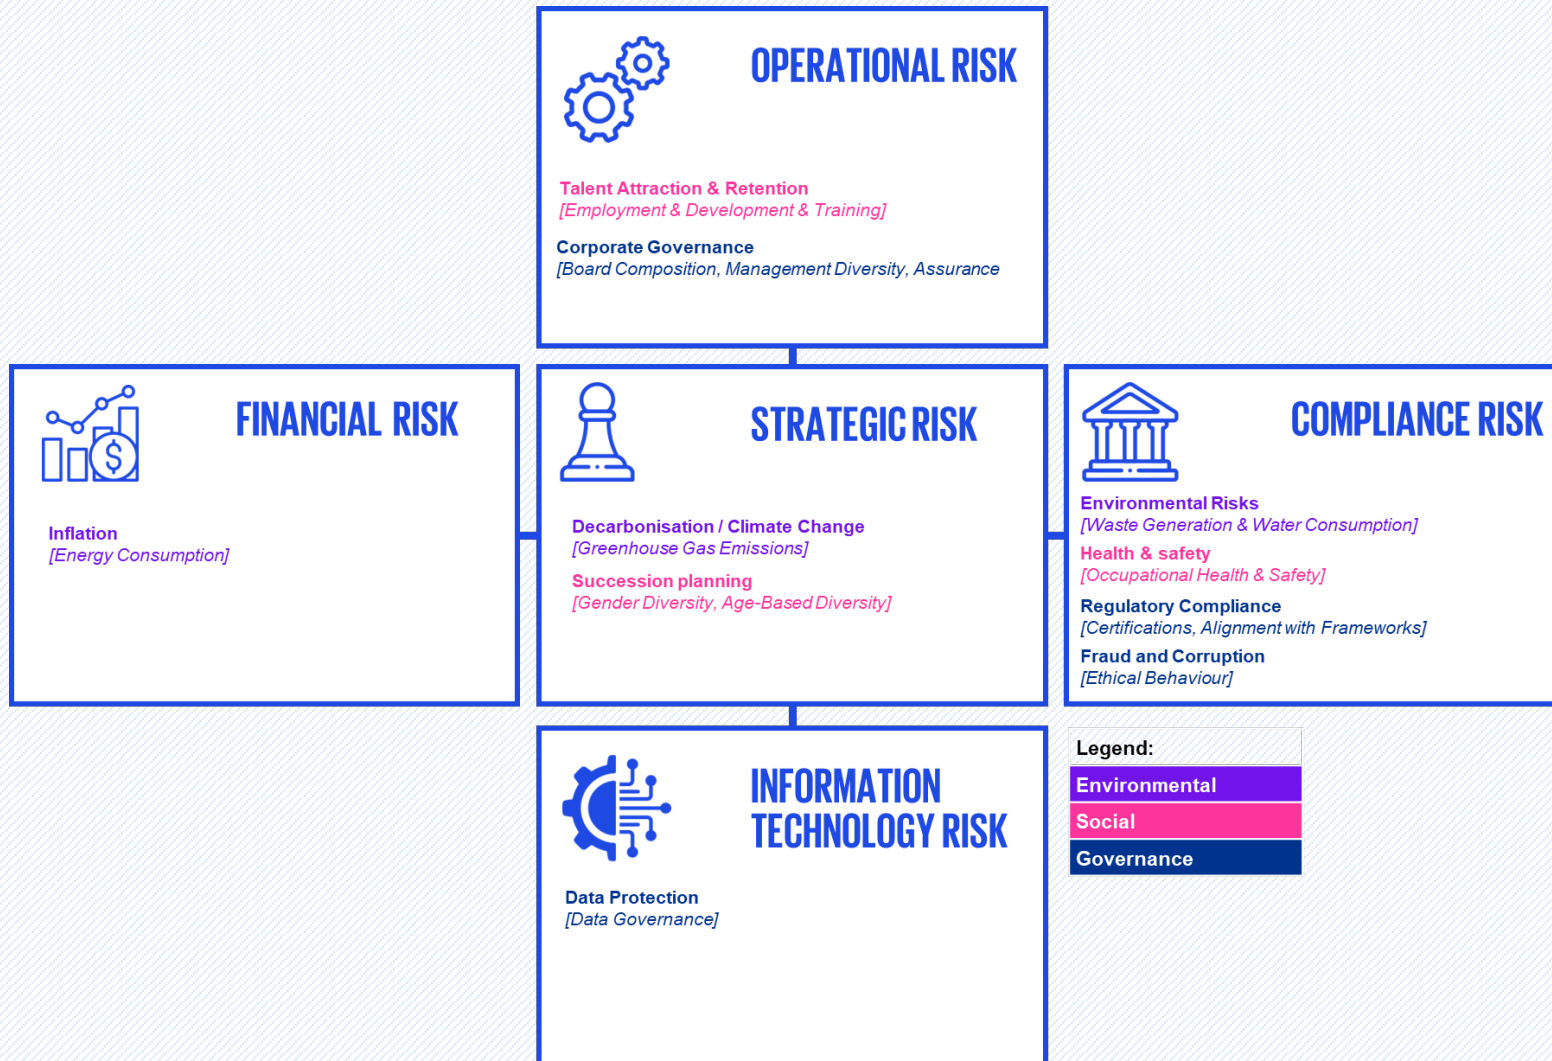 OPERATIONAL RISK
Talent Attraction & Retention
[Employment & Development & Training]
Corporate Governance
[Board Composition, Management Diversity, Assurance
FINANCIAL RISK
Inflation
[Energy Consumption]
STRATEGIC RISK
Decarbonisation / Climate Change
[Greenhouse Gas Emissions]
Succession planning
[Gender Diversity, Age-Based Diversity]
COMPLIANCE RISK
Environmental Risks
[Waste Generation & Water Consumption]
Health & safety
[Occupational Health & Safety]
Regulatory Compliance
[Certifications, Alignment with Frameworks]
Fraud and Corruption
[Ethical Behaviour]
INFORMATION
TECHNOLOGY RISK
Data Protection
[Data Governance]
Legend:
Environmental
Social
Governance